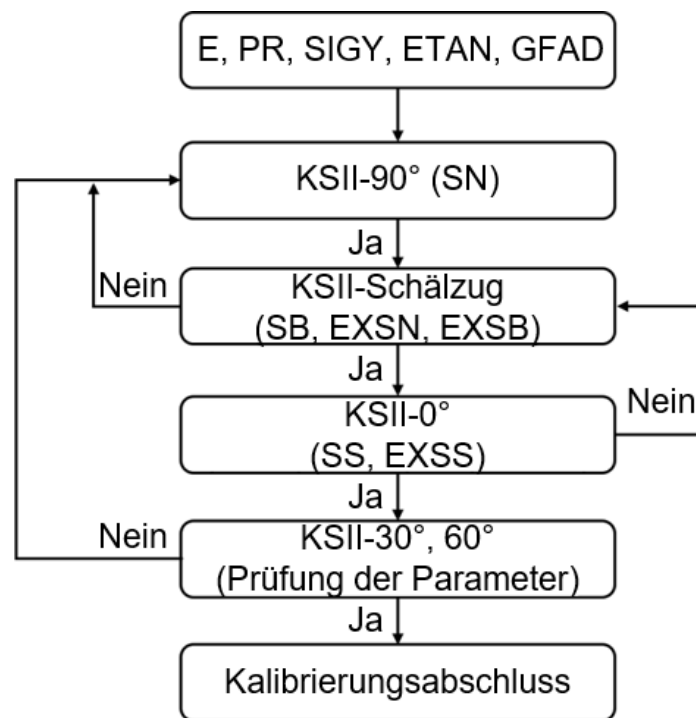 E, PR, SIGY, ETAN, GFAD
KSII-90° (SN)
Ja
Nein
KSII-Schälzug
(SB, EXSN, EXSB)
Ja
KSII-0°
(SS, EXSS)
Nein
Ja
Nein
KSII-30°, 60°
(Prüfung der Parameter)
Ja
Kalibrierungsabschluss